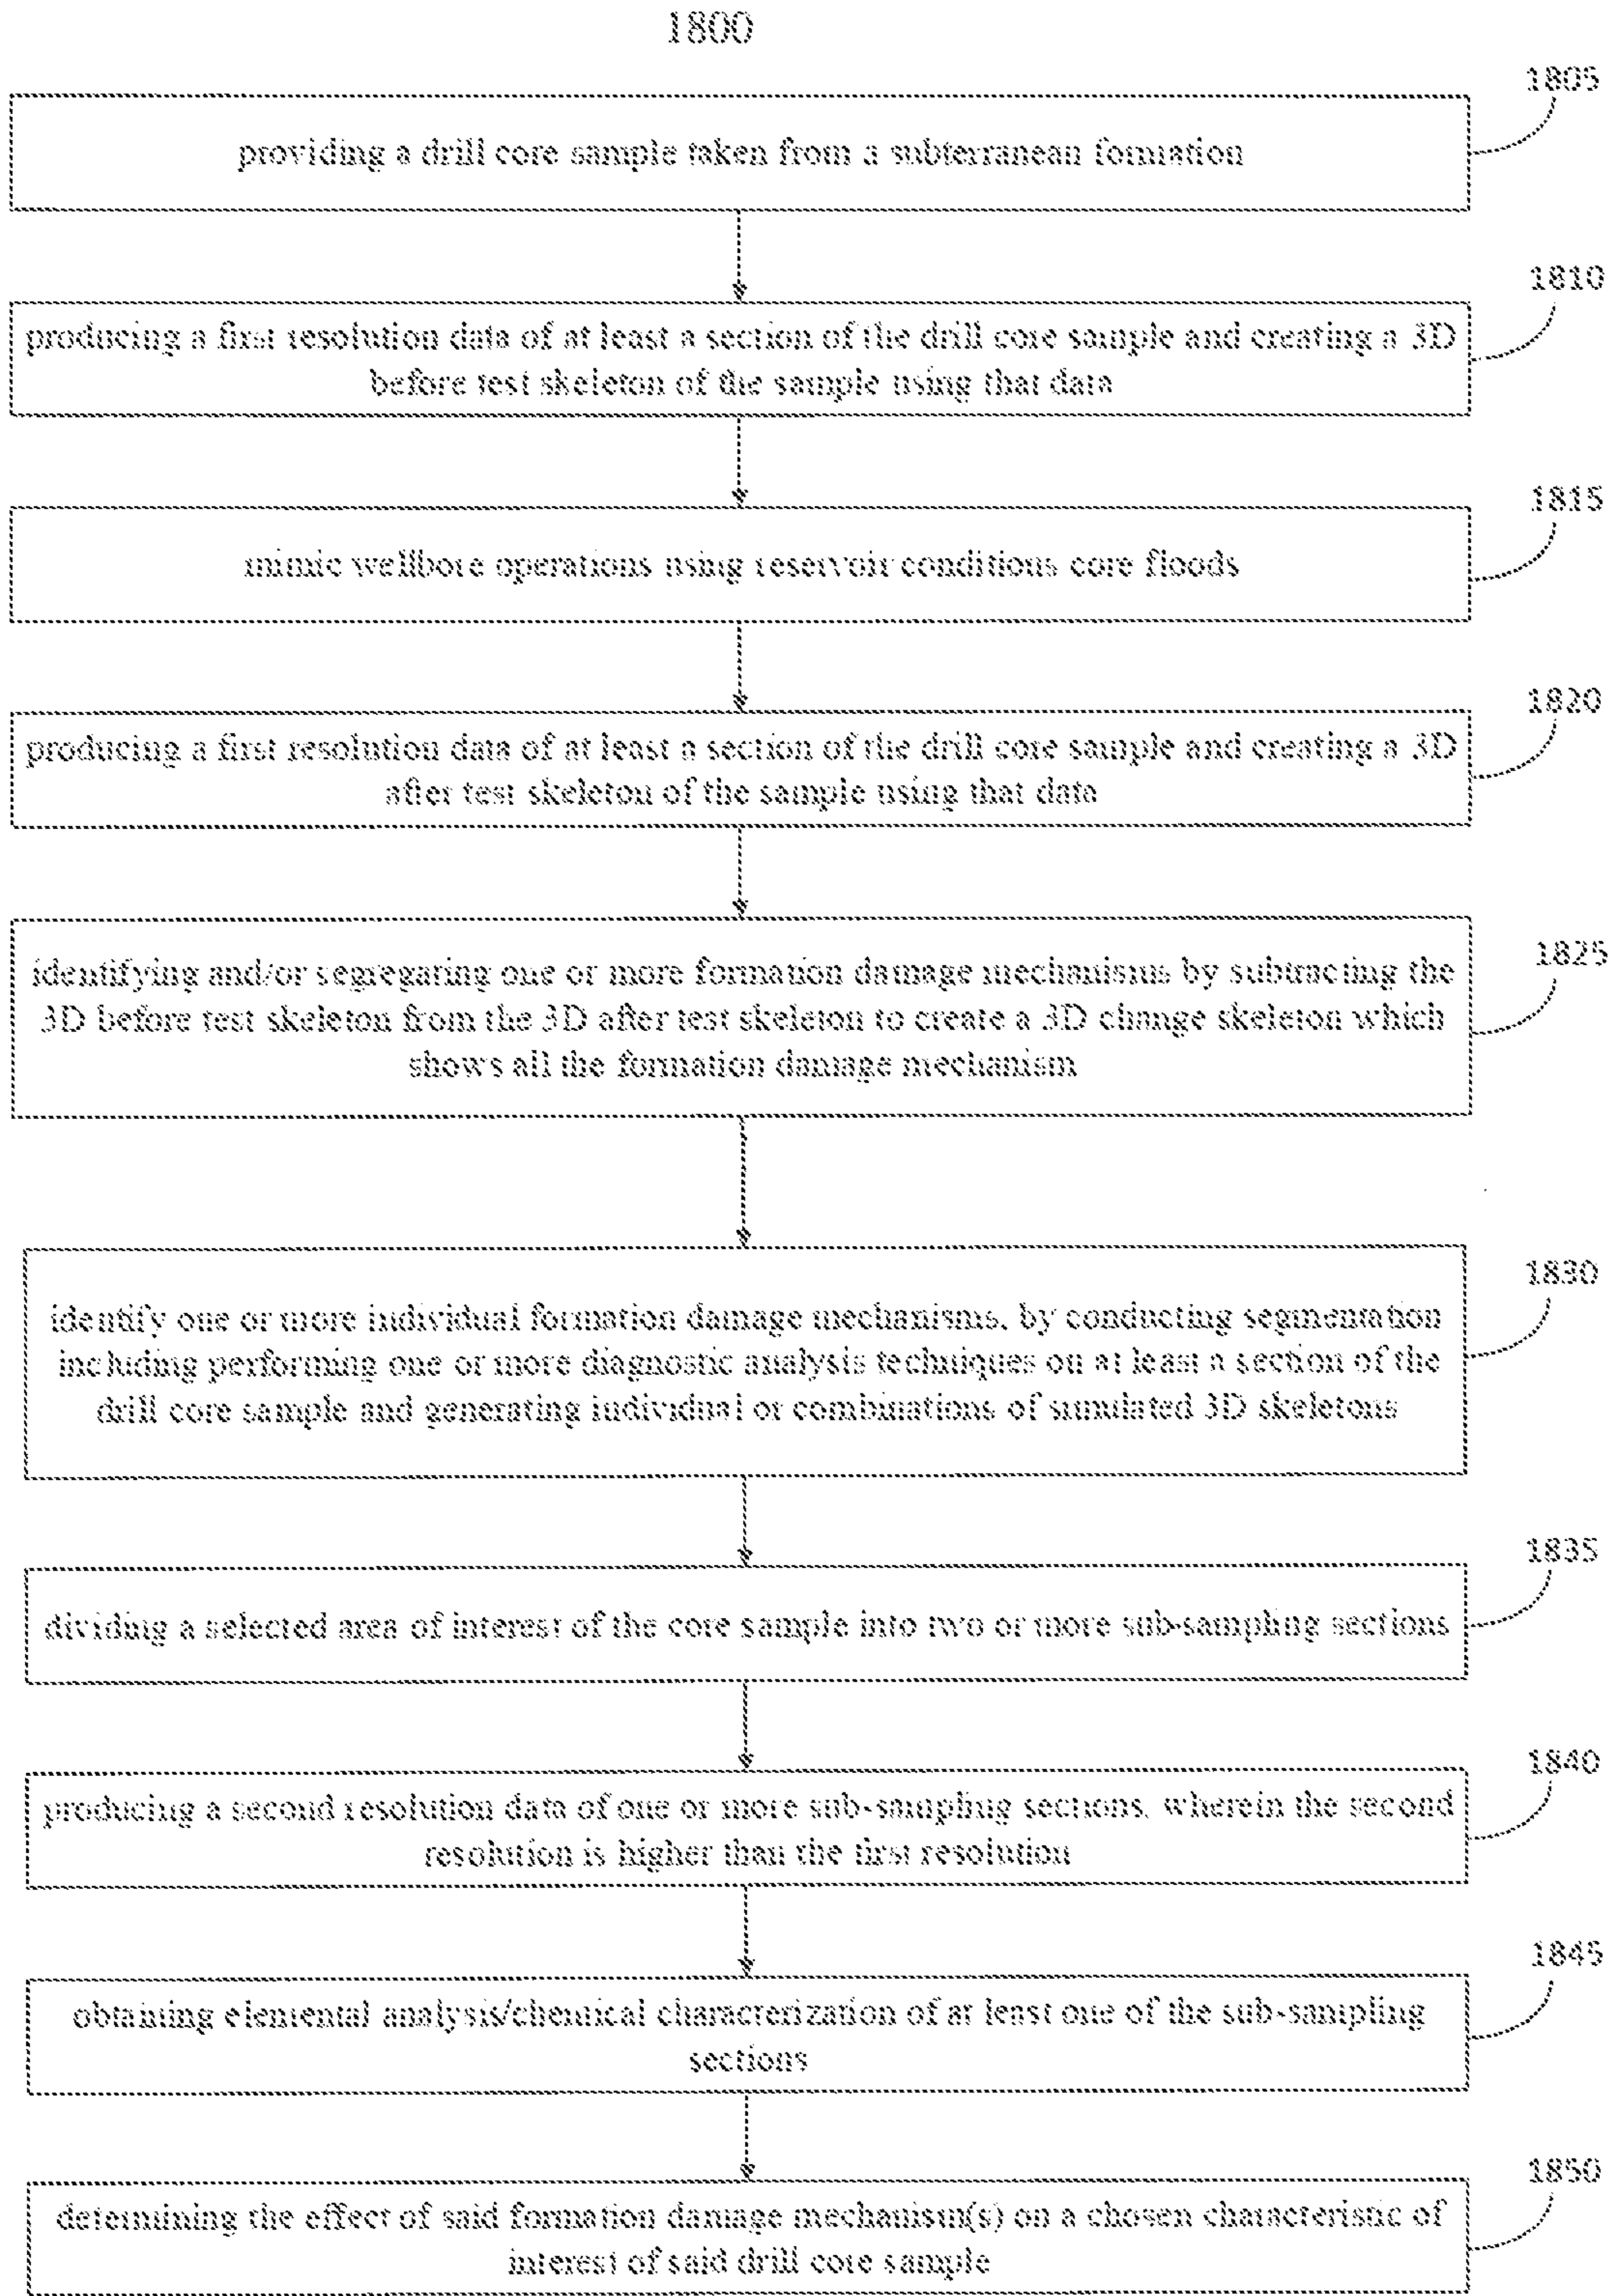 1800
1805
providing a drill core sample taken from a subterranean formation
1810
producing a first resolution data of at least a section of the drill core sample and creating a 3D
before test skeleton of the sample using that data
1815
mimic wellbore operations using reservoir conditions core floods
1820
producing a first resolution data of at least a section of the drill core sample and creating a 3D
after test skeleton of the sample using that data
1825
identifying and/or segregating one or more formation damage mechanisms by subtracting the
3D before test skeleton from the 3D after test skeleton to create a 3D change skeleton which
shows all the formation damage mechanism
1830
identify one or more individual formation damage mechanisms, by conducting segmentation
including performing one or more diagnostic analysis techniques on at least a section of the
drill core sample and generating individual or combinations of simulated 3D skeletons
1835
dividing a selected area of interest of the core sample into two or more sub-sampling sections
1840
producing a second resolution data of one or more sub-sampling sections, wherein the second
resolution is higher than the first resolution
1845
obtaining elemental analysis/chemical characterization of at least one of the sub-sampling
sections
1850
determining the effect of said formation damage mechanism(s) on a chosen characteristic of
interest of said drill core sample